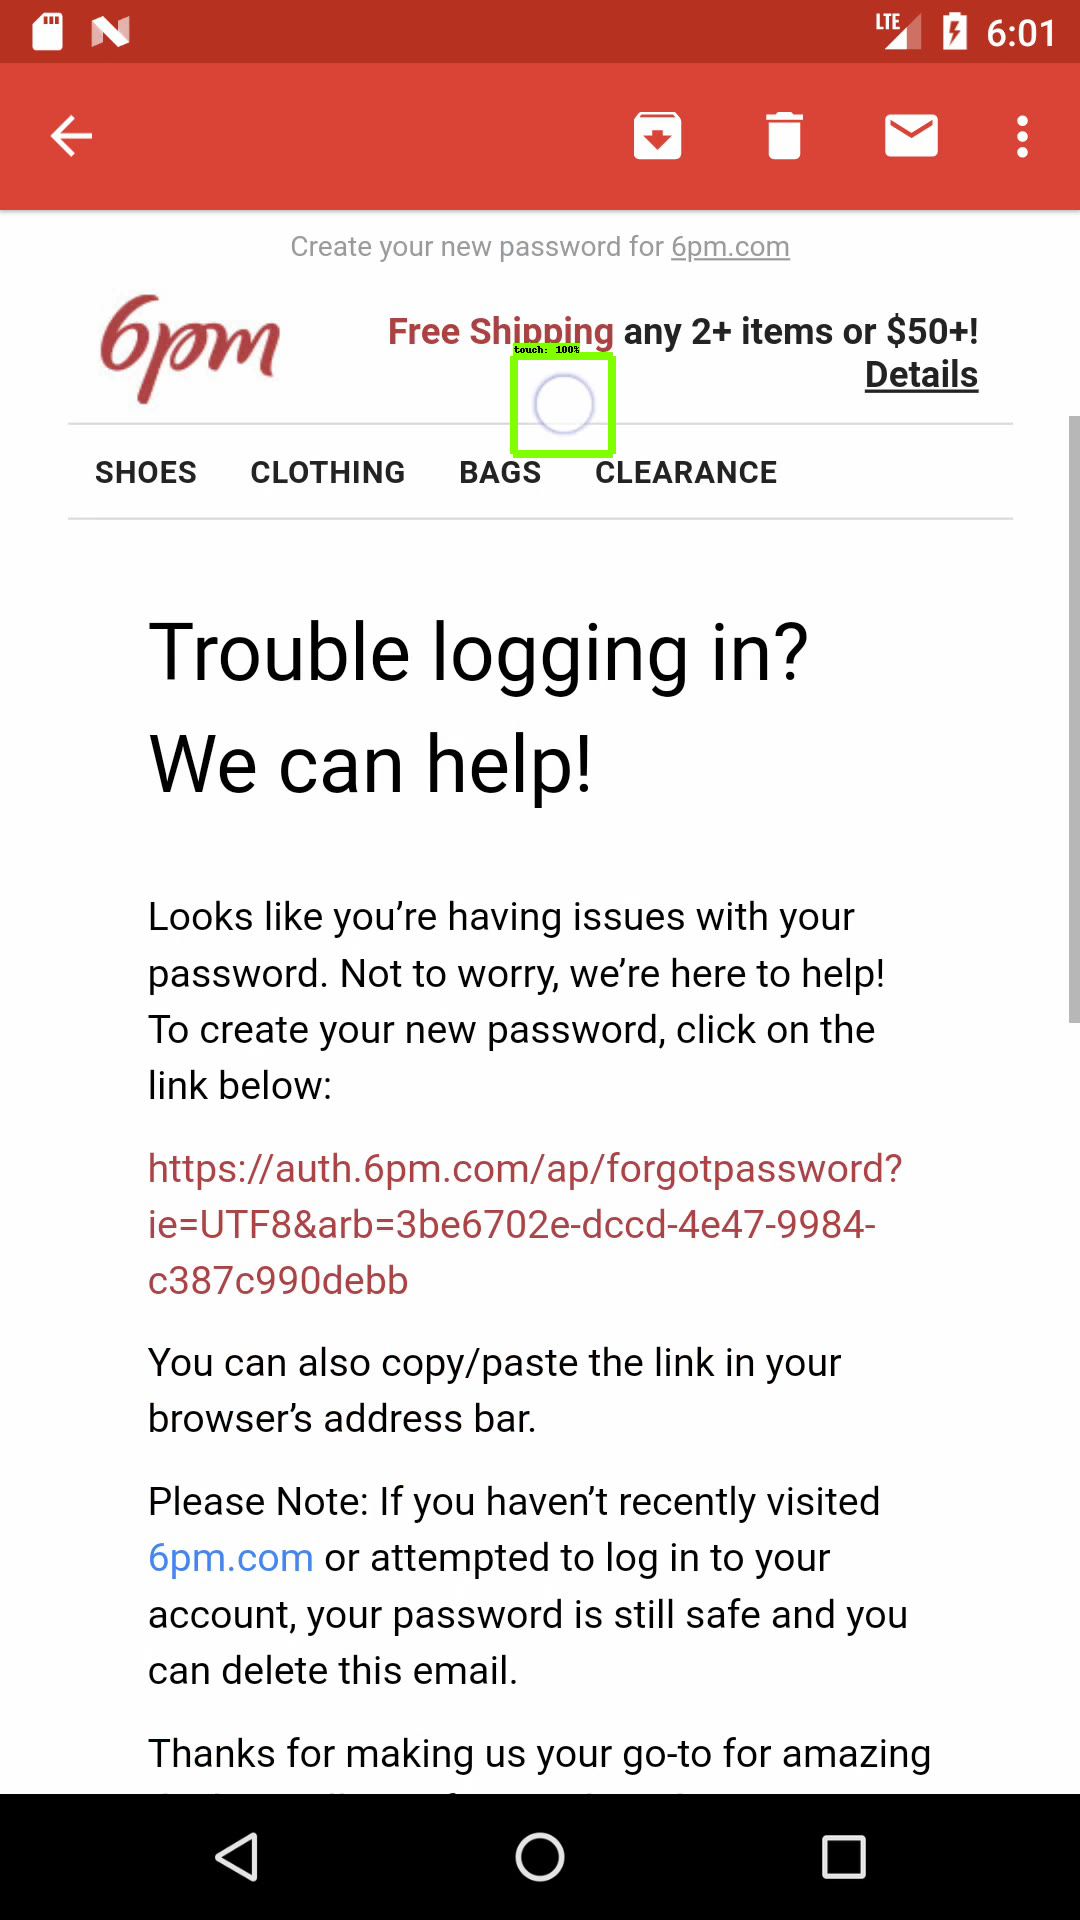 LTE 6:01
Create your new password for 6pm.com
6pm
Free Shipping any 2+ items or $50+!
Details
touch: 100%
SHOES CLOTHING BAGS CLEARANCE
Trouble logging in?
We can help!
Looks like you’re having issues with your
password. Not to worry, we’re here to help!
To create your new password, click on the
link below:
https://auth.6pm.com/ap/forgotpassword?
ie=UTF8&arb=3be6702e-dccd-4e47-9984-
c387c990debb
You can also copy/paste the link in your
browser’s address bar.
Please Note: If you haven’t recently visited
6pm.com or attempted to log in to your
account, your password is still safe and you
can delete this email.
Thanks for making us your go-to for amazing